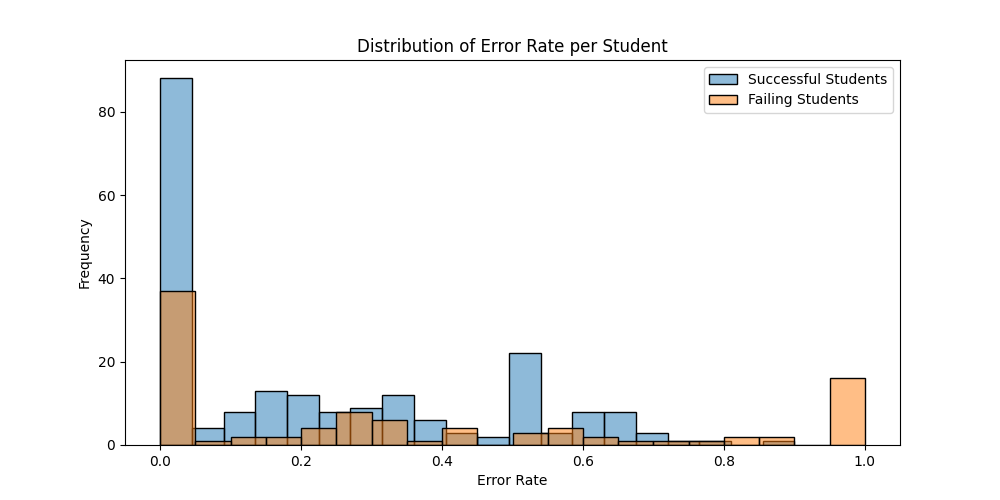 Distribution of Error Rate per Student
Successful Students
Failing Students
Frequency
80
60
40
20
0
0.0 0.2 0.4 0.6 0.8 1.0
Error Rate